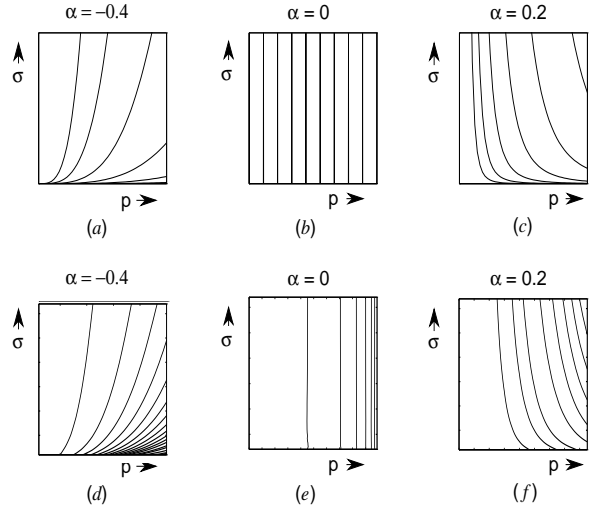 α = −0.4 α = 0 α = 0.2
σ σ σ
p p p
(a) (b) (c)
α = −0.4 α = 0 α = 0.2
σ σ σ
p p p
(d) (e) (f)